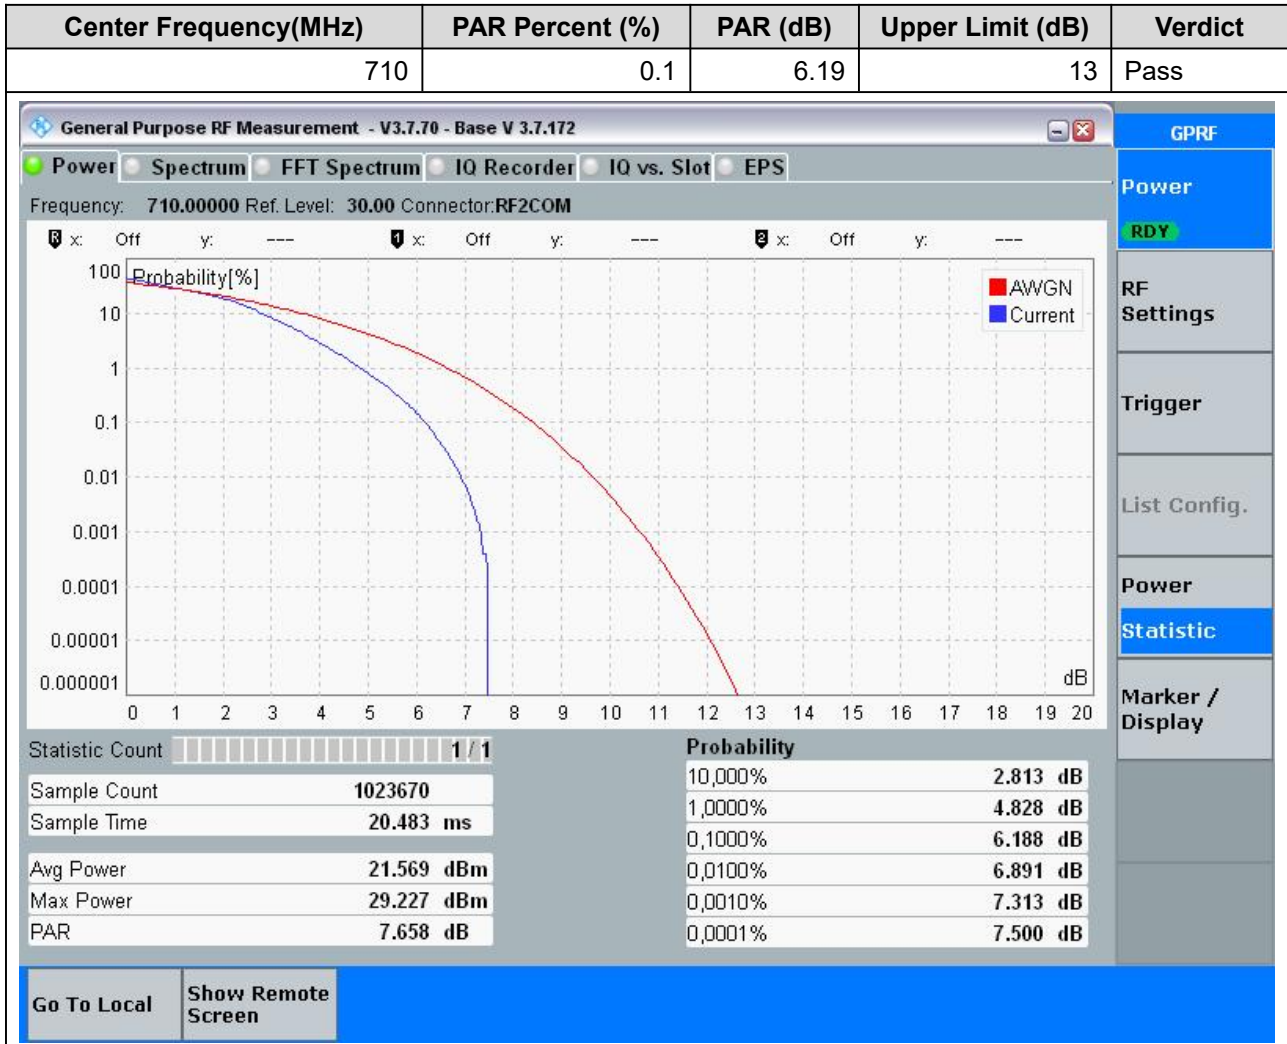 Center Frequency(MHz) PAR Percent (%) PAR (dB) Upper Limit (dB) Verdict
710 0.1 6.19 13 Pass
General Purpose RF Measurement - V3.7.70 - Base V 3.7.172
GPRF
Power Spectrum FFT Spectrum IQ Recorder IQ vs. Slot EPS
Frequency: 710.00000 Ref. Level: 30.00 Connector:RF2COM
R x: Off y: --- 1 x: Off y: --- 2 x: Off y: ---
Probability[%]
100
10
1
0.1
0.01
0.001
0.0001
0.00001
0.000001
AWGN
Current
dB
0 1 2 3 4 5 6 7 8 9 10 11 12 13 14 15 16 17 18 19 20
Statistic Count 1 / 1
Sample Count 1023670
Sample Time 20.483 ms
Avg Power 21.569 dBm
Max Power 29.227 dBm
PAR 7.658 dB
Probability
10,000% 2.813 dB
1,0000% 4.828 dB
0,1000% 6.188 dB
0,0100% 6.891 dB
0,0010% 7.313 dB
0,0001% 7.500 dB
Power
RDY
RF
Settings
Trigger
List Config.
Power
Statistic
Marker /
Display
Go To Local
Show Remote
Screen